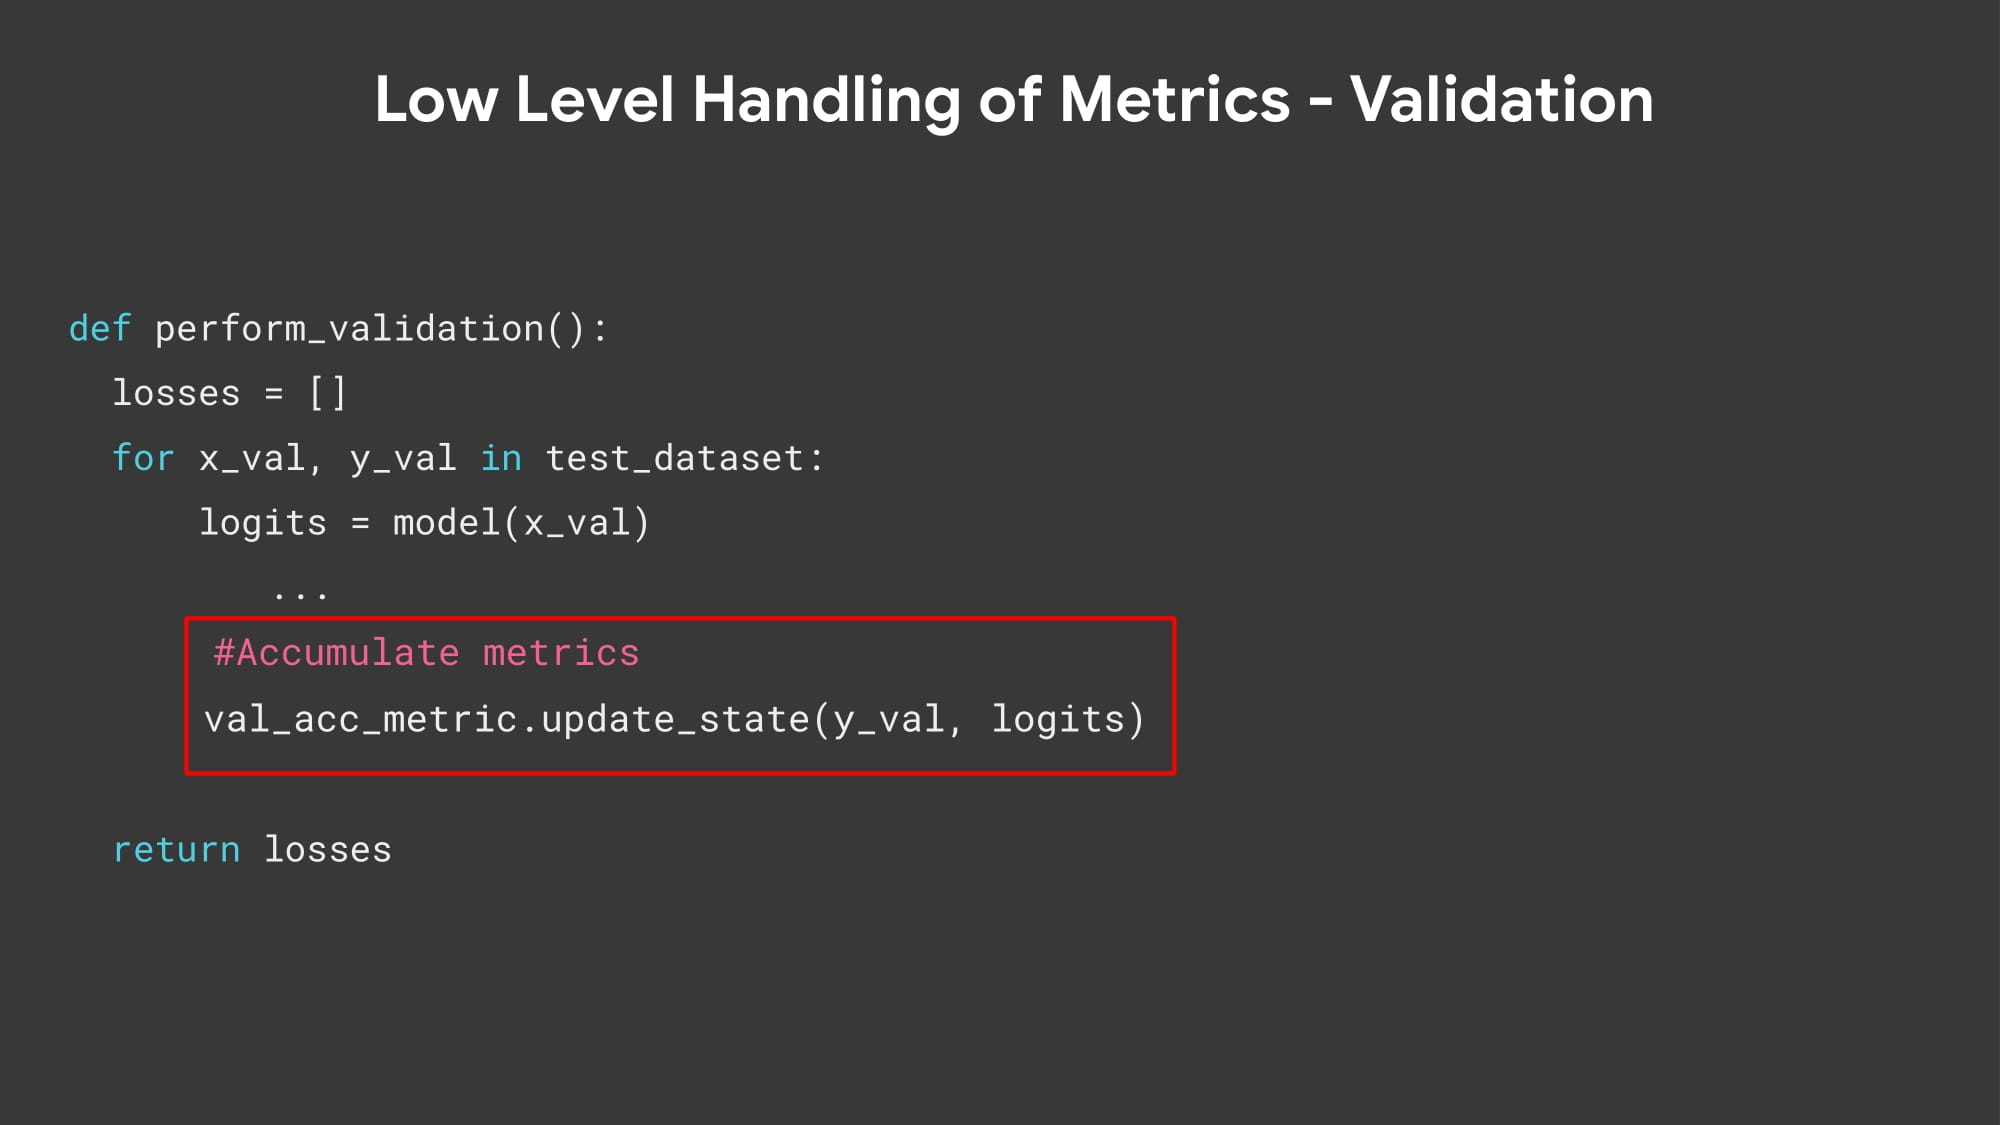 Low Level Handling of Metrics - Validation
def perform_validation():
losses = []
for x_val, y_val in test_dataset:
logits = model(x_val)
...
#Accumulate metrics
val_acc_metric.update_state(y_val, logits)
return losses